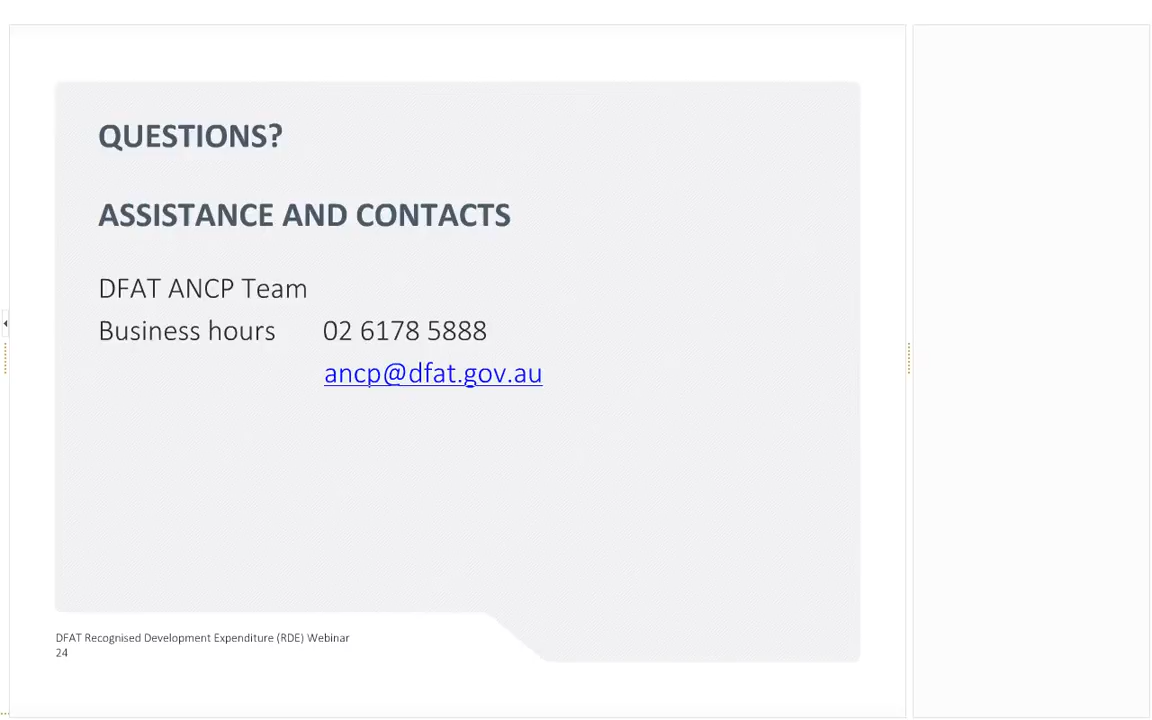 QUESTIONS?
ASSISTANCE AND CONTACTS
DFAT ANCP Team
Business hours 02 6178 5888
ancp@dfat.gov.au
DFAT Recognised Development Expenditure (RDE) Webinar
24